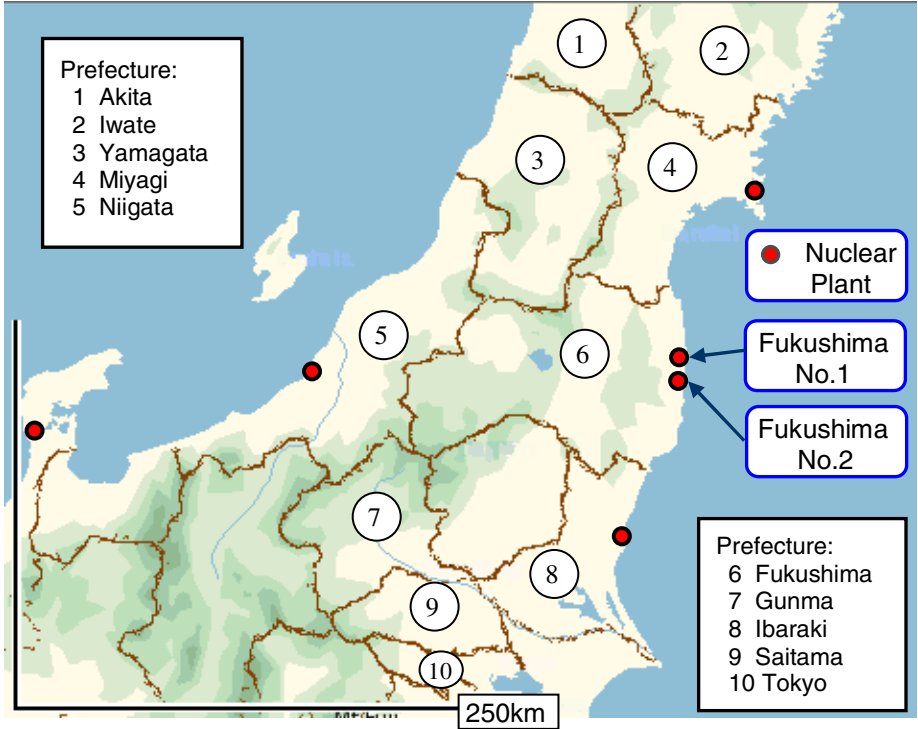 Prefecture:
1 Akita
2 Iwate
3 Yamagata
4 Miyagi
5 Niigata
1
2
3
4
Nuclear
Plant
5
6
Fukushima
No.1
Fukushima
No.2
7
8
9
10
Prefecture:
6 Fukushima
7 Gunma
8 Ibaraki
9 Saitama
10 Tokyo
250km